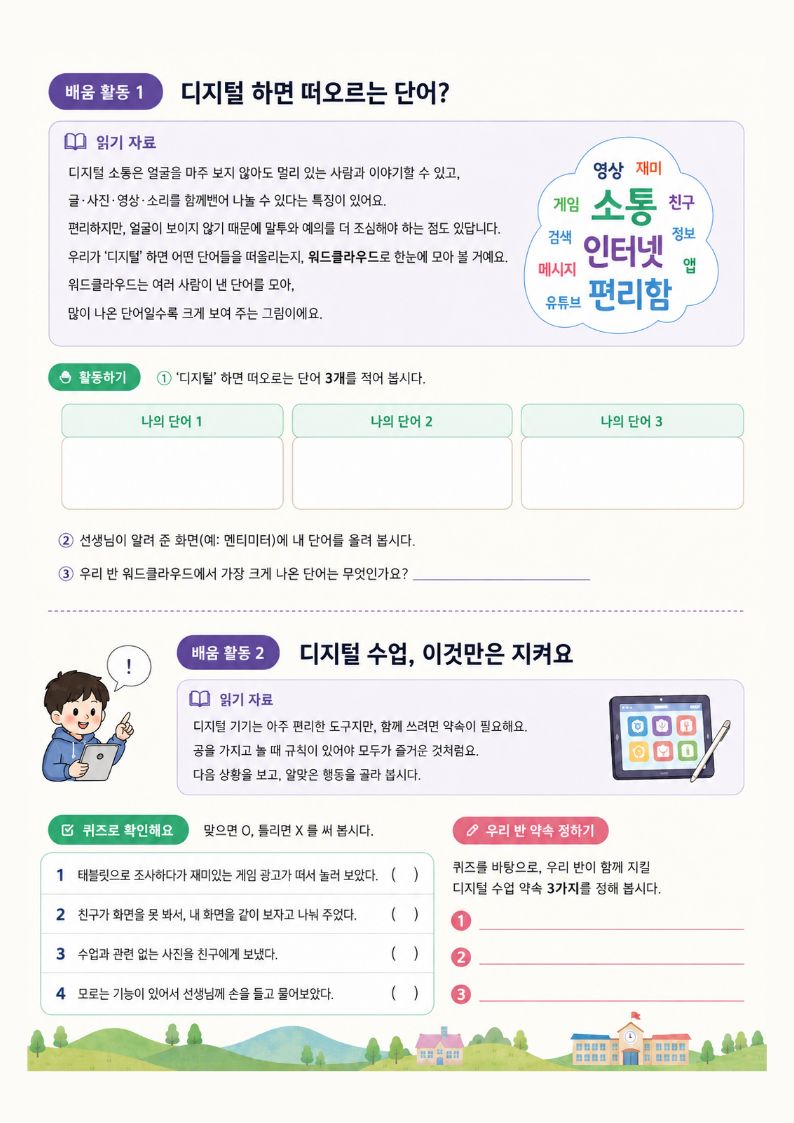 배움 활동 1 디지털 하면 떠오르는 단어?
읽기 자료
디지털 소통은 얼굴을 마주 보지 않아도 멀리 있는 사람과 이야기할 수 있고,
글·사진·영상·소리를 함께밴어 나눌 수 있다는 특징이 있어요.
편리하지만, 얼굴이 보이지 않기 때문에 말투와 예의를 더 조심해야 하는 점도 있답니다.
우리가 ‘디지털’ 하면 어떤 단어들을 떠올리는지, 워드클라우드로 한눈에 모아 볼 거예요.
워드클라우드는 여러 사람이 낸 단어를 모아,
많이 나온 단어일수록 크게 보여 주는 그림이에요.
영상 재미
게임 소통 친구
검색 인터넷 정보
메시지 앱
유튜브 편리함
활동하기 ① ‘디지털’ 하면 떠오로는 단어 3개를 적어 봅시다.
나의 단어 1 나의 단어 2 나의 단어 3
② 선생님이 알려 준 화면(예: 멘티미터)에 내 단어를 올려 봅시다.
③ 우리 반 워드클라우드에서 가장 크게 나온 단어는 무엇인가요?
배움 활동 2 디지털 수업, 이것만은 지켜요
!
읽기 자료
디지털 기기는 아주 편리한 도구지만, 함께 쓰려면 약속이 필요해요.
공을 가지고 놀 때 규칙이 있어야 모두가 즐거운 것처럼요.
다음 상황을 보고, 알맞은 행동을 골라 봅시다.
퀴즈로 확인해요 맞으면 O, 틀리면 X 를 써 봅시다.
1 태블릿으로 조사하다가 재미있는 게임 광고가 떠서 눌러 보았다. ( )
2 친구가 화면을 못 봐서, 내 화면을 같이 보자고 나눠 주었다. ( )
3 수업과 관련 없는 사진을 친구에게 보냈다. ( )
4 모로는 기능이 있어서 선생님께 손을 들고 물어보았다. ( )
우리 반 약속 정하기
퀴즈를 바탕으로, 우리 반이 함께 지킬
디지털 수업 약속 3가지를 정해 봅시다.
1
2
3